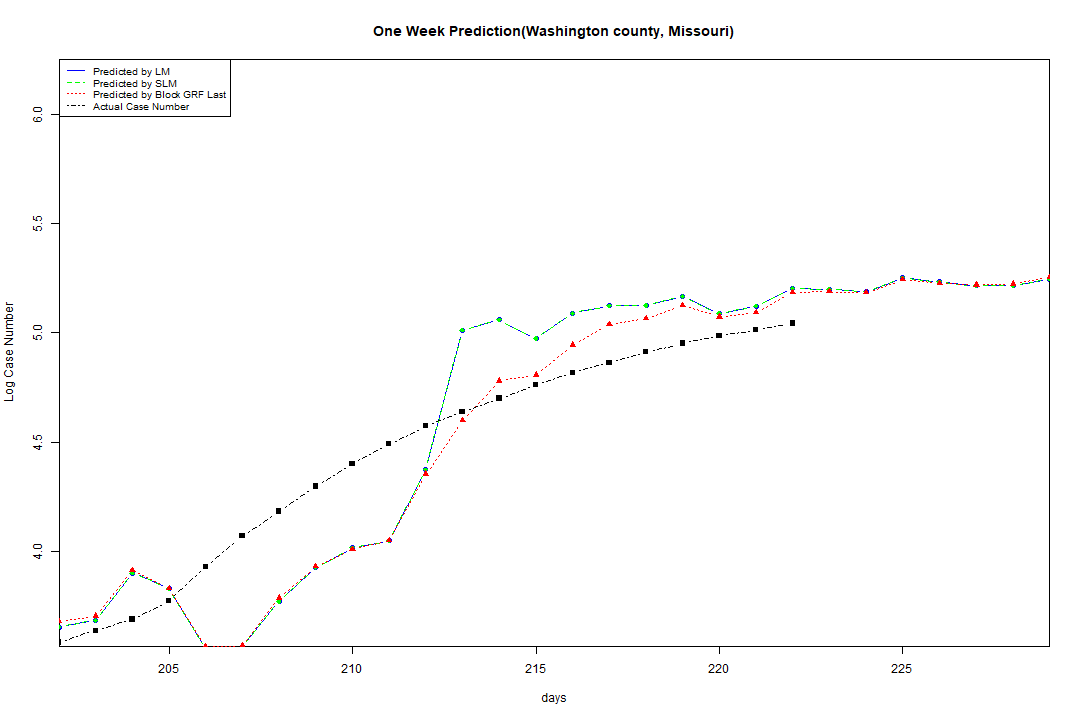 One Week Prediction(Washington county, Missouri)
Predicted by LM
Predicted by SLM
Predicted by Block GRF Last
Actual Case Number
6.0
5.5
5.0
4.5
4.0
Log Case Number
205 210 215 220 225
days